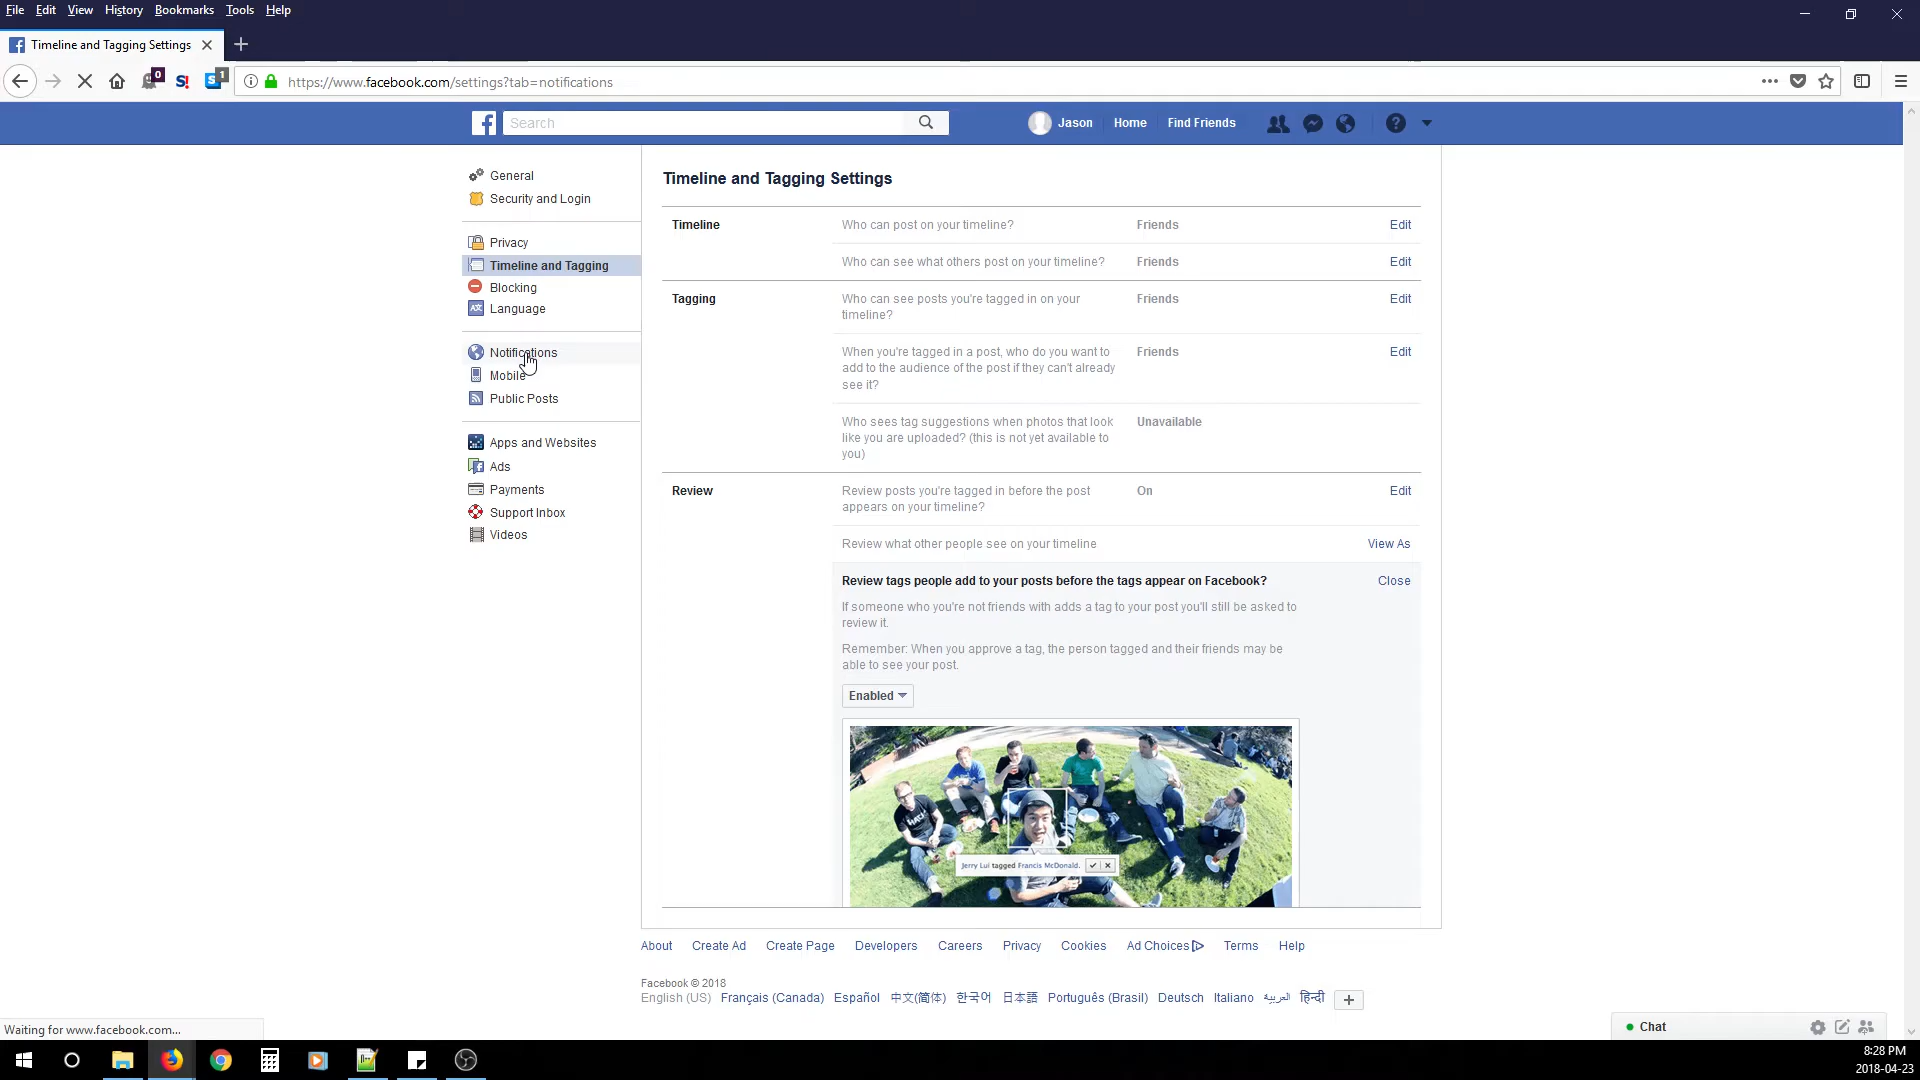 File Edit View History Bookmarks Tools Help
Timeline and Tagging Settings
https://www.facebook.com/settings?tab=notifications
0
S!
S 1
Search
Jason Home Find Friends
General
Security and Login
Privacy
Timeline and Tagging
Blocking
Language
Notifications
Mobile
Public Posts
Apps and Websites
Ads
Payments
Support Inbox
Videos
Timeline and Tagging Settings
Timeline Who can post on your timeline? Friends Edit
Who can see what others post on your timeline? Friends Edit
Tagging Who can see posts you're tagged in on your Friends Edit
timeline?
When you're tagged in a post, who do you want to Friends Edit
add to the audience of the post if they can't already
see it?
Who sees tag suggestions when photos that look Unavailable
like you are uploaded? (this is not yet available to
you)
Review Review posts you're tagged in before the post On Edit
appears on your timeline?
Review what other people see on your timeline View As
Review tags people add to your posts before the tags appear on Facebook? Close
If someone who you're not friends with adds a tag to your post you'll still be asked to
review it.
Remember: When you approve a tag, the person tagged and their friends may be
able to see your post.
Enabled
Jerry Lui tagged Francis McDonald.
About Create Ad Create Page Developers Careers Privacy Cookies Ad Choices Terms Help
Facebook © 2018
English (US) Français (Canada) Español 中文(简体) 한국어 日本語 Português (Brasil) Deutsch Italiano العربية हिन्दी
Waiting for www.facebook.com...
Chat
8:28 PM
2018-04-23